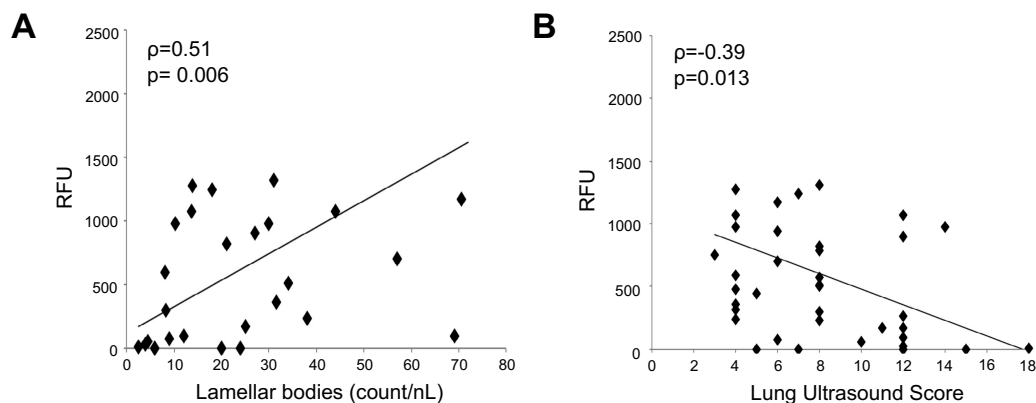 A
ρ=0.51
p= 0.006
RFU
2500
2000
1500
1000
500
0
0 10 20 30 40 50 60 70 80
Lamellar bodies (count/nL)
B
ρ=-0.39
p=0.013
RFU
2500
2000
1500
1000
500
0
0 2 4 6 8 10 12 14 16 18
Lung Ultrasound Score